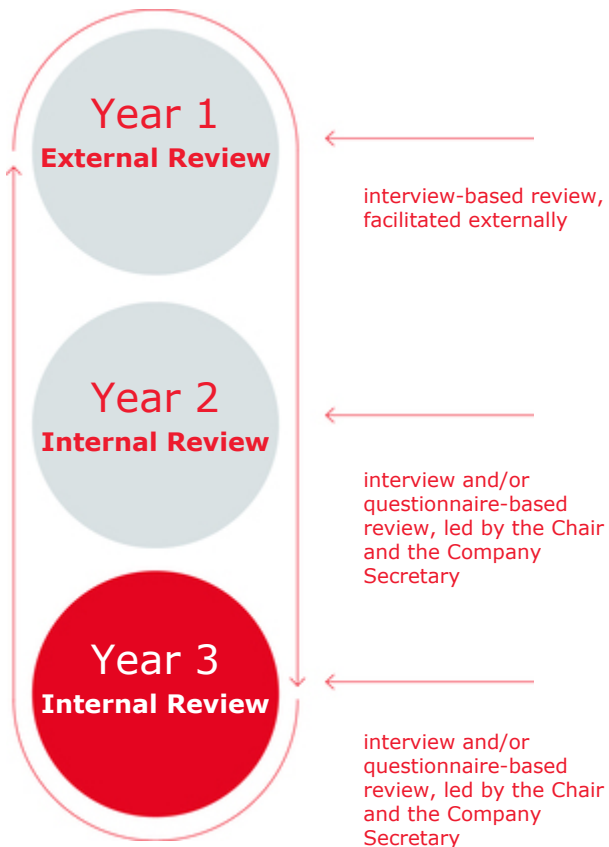 Year 1
External Review
interview-based review,
facilitated externally
Year 2
Internal Review
interview and/or
questionnaire-based
review, led by the Chair
and the Company
Secretary
Year 3
Internal Review
interview and/or
questionnaire-based
review, led by the Chair
and the Company
Secretary